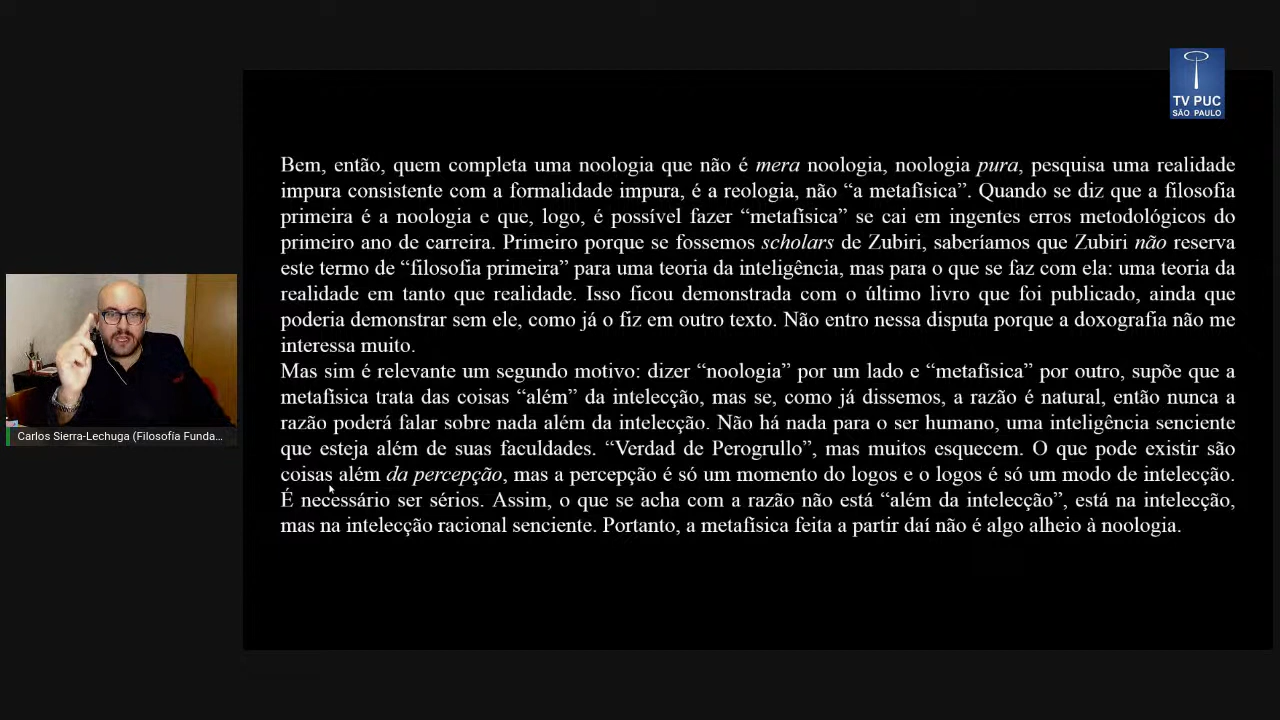 TV PUC
SÃO PAULO
Bem, então, quem completa uma noologia que não é mera noologia, noologia pura, pesquisa uma realidade
impura consistente com a formalidade impura, é a reologia, não “a metafísica”. Quando se diz que a filosofia
primeira é a noologia e que, logo, é possível fazer “metafísica” se cai em ingentes erros metodológicos do
primeiro ano de carreira. Primeiro porque se fossemos scholars de Zubiri, saberíamos que Zubiri não reserva
este termo de “filosofia primeira” para uma teoria da inteligência, mas para o que se faz com ela: uma teoria da
realidade em tanto que realidade. Isso ficou demonstrada com o último livro que foi publicado, ainda que
poderia demonstrar sem ele, como já o fiz em outro texto. Não entro nessa disputa porque a doxografia não me
interessa muito.
Mas sim é relevante um segundo motivo: dizer “noologia” por um lado e “metafísica” por outro, supõe que a
metafísica trata das coisas “além” da intelecção, mas se, como já dissemos, a razão é natural, então nunca a
razão poderá falar sobre nada além da intelecção. Não há nada para o ser humano, uma inteligência senciente
que esteja além de suas faculdades. “Verdad de Perogrullo”, mas muitos esquecem. O que pode existir são
coisas além da percepção, mas a percepção é só um momento do logos e o logos é só um modo de intelecção.
É necessário ser sérios. Assim, o que se acha com a razão não está “além da intelecção”, está na intelecção,
mas na intelecção racional senciente. Portanto, a metafísica feita a partir daí não é algo alheio à noologia.
Carlos Sierra-Lechuga (Filosofía Funda...